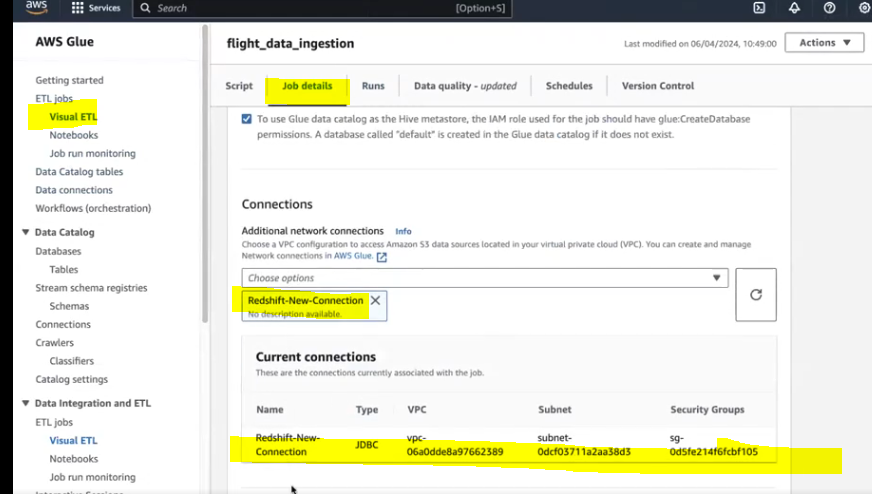 aws
Services
Search
[Option+S]
AWS Glue
Getting started
ETL jobs
Visual ETL
Notebooks
Job run monitoring
Data Catalog tables
Data connections
Workflows (orchestration)
Data Catalog
Databases
Tables
Stream schema registries
Schemas
Connections
Crawlers
Classifiers
Catalog settings
Data Integration and ETL
ETL jobs
Visual ETL
Notebooks
Job run monitoring
Interactive Sessions
flight_data_ingestion
Last modified on 06/04/2024, 10:49:00
Actions
Script
Job details
Runs
Data quality - updated
Schedules
Version Control
To use Glue data catalog as the Hive metastore, the IAM role used for the job should have glue:CreateDatabase
permissions. A database called "default" is created in the Glue data catalog if it does not exist.
Connections
Additional network connections Info
Choose a VPC configuration to access Amazon S3 data sources located in your virtual private cloud (VPC). You can create and manage
Network connections in AWS Glue.
Choose options
Redshift-New-Connection
No description available.
Current connections
These are the connections currently associated with the job.
Name Type VPC Subnet Security Groups
Redshift-New- vpc- subnet- sg-
Connection JDBC 06a0dde8a97662389 0dcf03711a2aa38d3 0d5fe214f6fcbf105